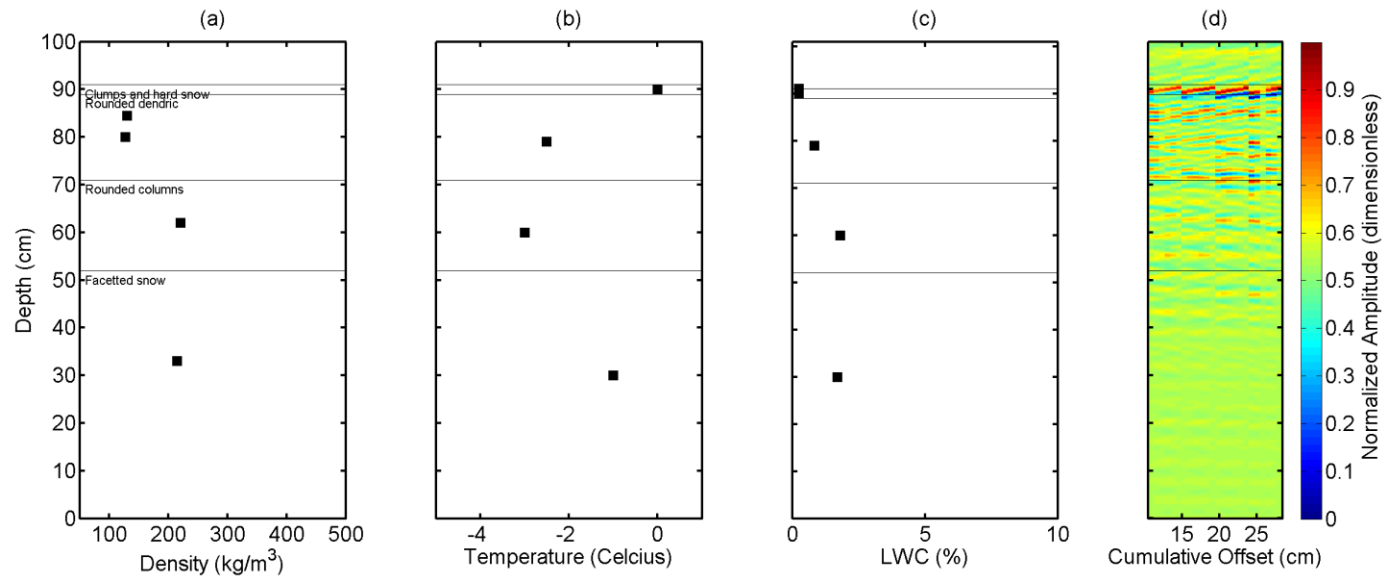 (a)
(b)
(c)
(d)
Depth (cm)
100
90
80
70
60
50
40
30
20
10
0
Clumps and hard snow
Rounded dendric
Rounded columns
Facetted snow
100 200 300 400 500
Density (kg/m³)
-4 -2 0
Temperature (Celcius)
0 5 10
LWC (%)
15 20 25
Cumulative Offset (cm)
0.9
0.8
0.7
0.6
0.5
0.4
0.3
0.2
0.1
0
Normalized Amplitude (dimensionless)